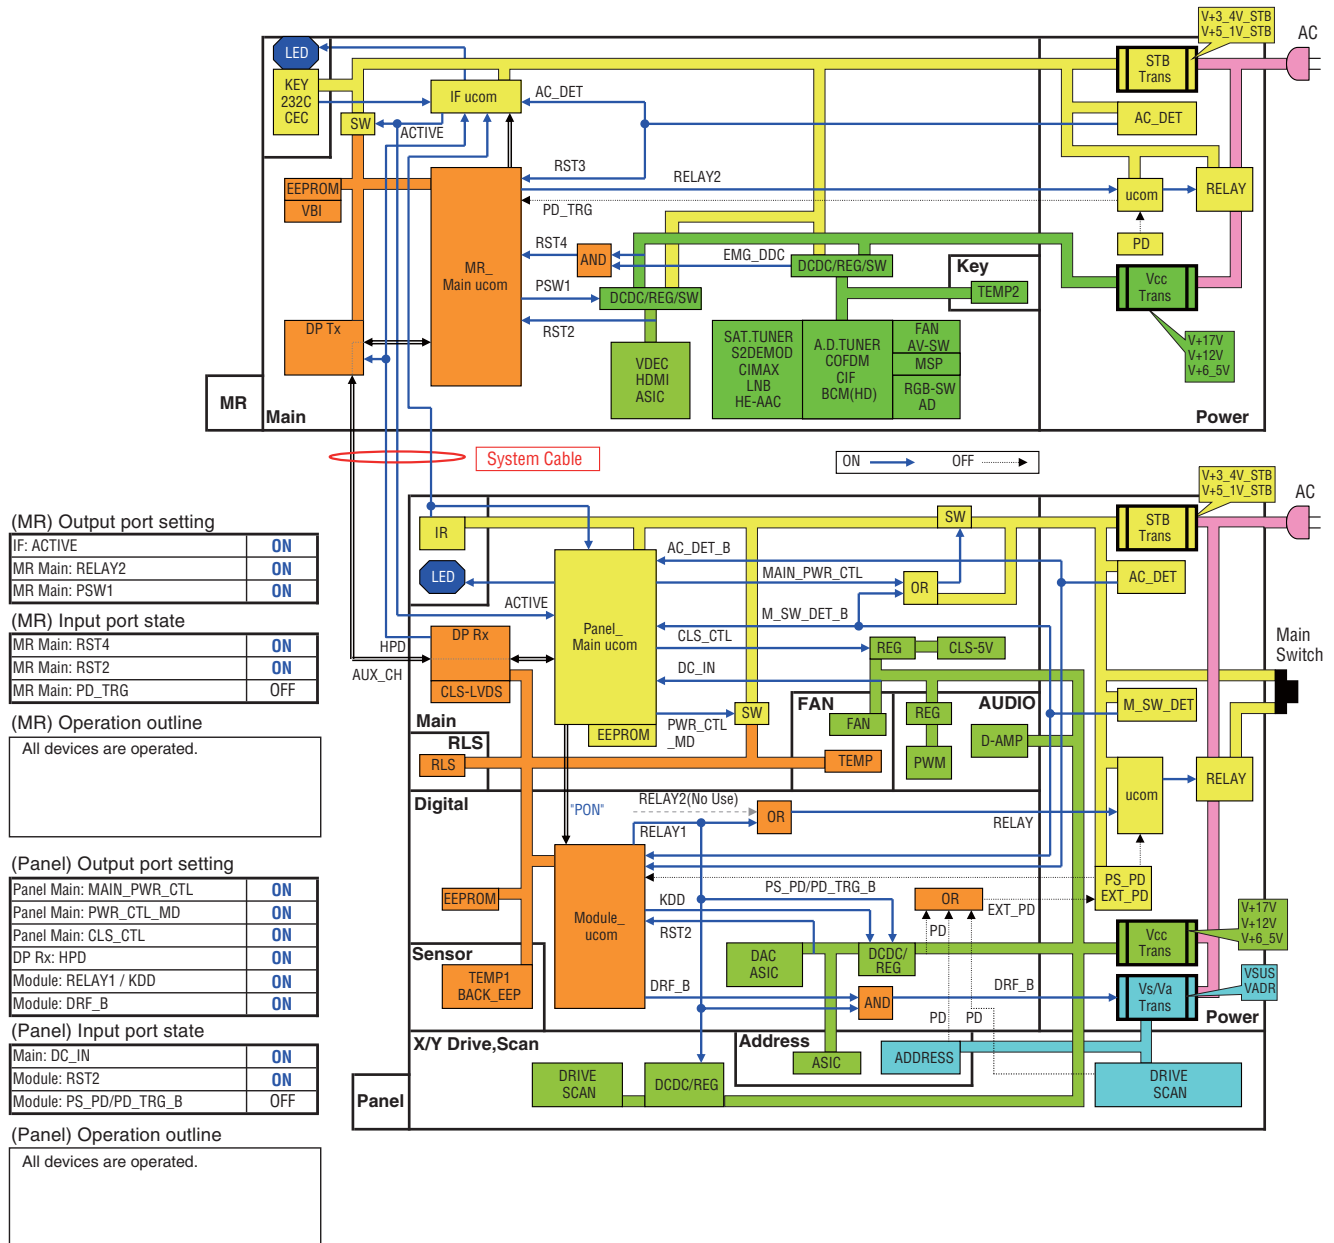 V+3_4V_STB
V+5_1V_STB
AC
LED
KEY
232C
CEC
IF ucom
AC_DET
STB
Trans
SW
ACTIVE
AC_DET
RST3
EEPROM
VBI
RELAY2
ucom
RELAY
PD_TRG
PD
MR_
Main ucom
RST4
AND
EMG_DDC
DCDC/REG/SW
Key
PSW1
DCDC/REG/SW
TEMP2
Vcc
Trans
RST2
DP Tx
VDEC
HDMI
ASIC
SAT.TUNER
S2DEMOD
CIMAX
LNB
HE-AAC
A.D.TUNER
COFDM
CIF
BCM(HD)
FAN
AV-SW
MSP
RGB-SW
AD
V+17V
V+12V
V+6_5V
MR
Main
Power
System Cable
ON
OFF
V+3_4V_STB
V+5_1V_STB
AC
(MR) Output port setting
IF: ACTIVE ON
MR Main: RELAY2 ON
MR Main: PSW1 ON
(MR) Input port state
MR Main: RST4 ON
MR Main: RST2 ON
MR Main: PD_TRG OFF
(MR) Operation outline
All devices are operated.
(Panel) Output port setting
Panel Main: MAIN_PWR_CTL ON
Panel Main: PWR_CTL_MD ON
Panel Main: CLS_CTL ON
DP Rx: HPD ON
Module: RELAY1 / KDD ON
Module: DRF_B ON
(Panel) Input port state
Main: DC_IN ON
Module: RST2 ON
Module: PS_PD/PD_TRG_B OFF
(Panel) Operation outline
All devices are operated.
IR
SW
STB
Trans
LED
AC_DET_B
MAIN_PWR_CTL
OR
AC_DET
ACTIVE
M_SW_DET_B
Panel_
Main ucom
DP Rx
HPD
AUX_CH
CLS-LVDS
CLS_CTL
REG
CLS-5V
Main
Switch
DC_IN
Main
EEPROM
PWR_CTL
_MD
SW
FAN
FAN
REG
AUDIO
M_SW_DET
D-AMP
PWM
RLS
RLS
TEMP
ucom
RELAY
Digital
"PON"
RELAY2(No Use)
OR
RELAY1
RELAY
EEPROM
Module_
ucom
PS_PD/PD_TRG_B
KDD
RST2
OR
EXT_PD
PS_PD
EXT_PD
PD
V+17V
V+12V
V+6_5V
Vcc
Trans
Sensor
TEMP1
BACK_EEP
DAC
ASIC
DCDC/
REG
DRF_B
AND
DRF_B
Vs/Va
Trans
VSUS
VADR
PD
PD
Power
X/Y Drive,Scan
Address
ASIC
ADDRESS
DRIVE
SCAN
DCDC/REG
DRIVE
SCAN
Panel